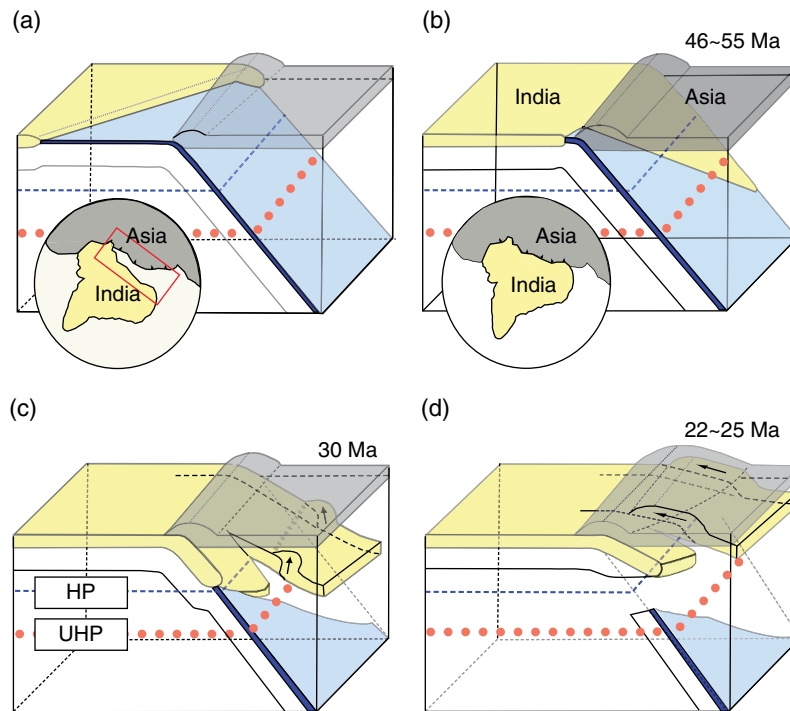 (a)
Asia
India
(b)
46~55 Ma
India
Asia
Asia
India
(c)
30 Ma
HP
UHP
(d)
22~25 Ma